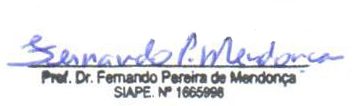 Fernando P. Mendonça
Prof. Dr. Fernando Pereira de Mendonça
SIAPE. Nº 1665998